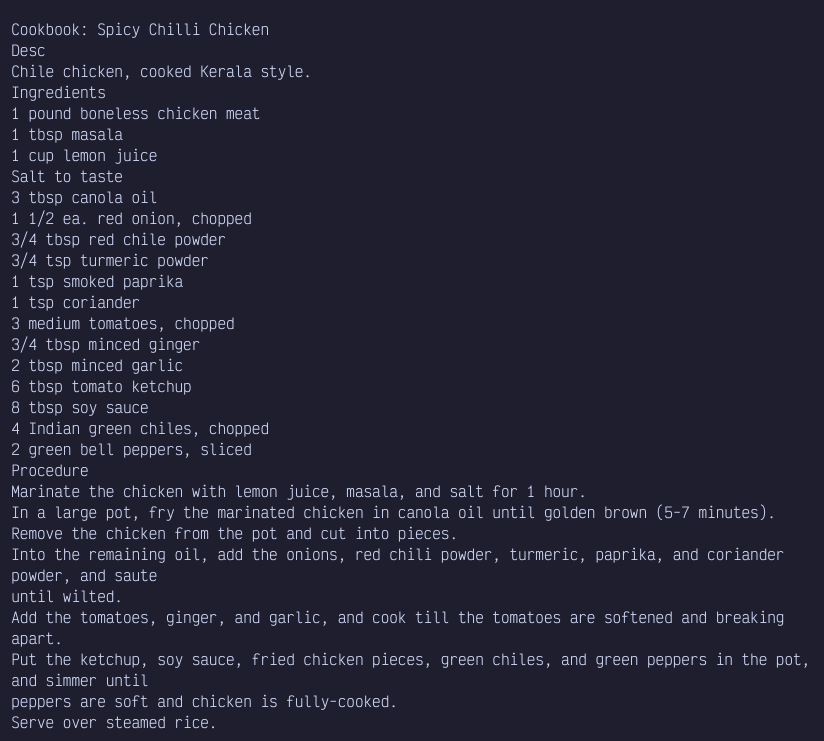 Cookbook: Spicy Chilli Chicken
Desc
Chile chicken, cooked Kerala style.
Ingredients
1 pound boneless chicken meat
1 tbsp masala
1 cup lemon juice
Salt to taste
3 tbsp canola oil
1 1/2 ea. red onion, chopped
3/4 tbsp red chile powder
3/4 tsp turmeric powder
1 tsp smoked paprika
1 tsp coriander
3 medium tomatoes, chopped
3/4 tbsp minced ginger
2 tbsp minced garlic
6 tbsp tomato ketchup
8 tbsp soy sauce
4 Indian green chiles, chopped
2 green bell peppers, sliced
Procedure
Marinate the chicken with lemon juice, masala, and salt for 1 hour.
In a large pot, fry the marinated chicken in canola oil until golden brown (5-7 minutes).
Remove the chicken from the pot and cut into pieces.
Into the remaining oil, add the onions, red chili powder, turmeric, paprika, and coriander
powder, and saute
until wilted.
Add the tomatoes, ginger, and garlic, and cook till the tomatoes are softened and breaking
apart.
Put the ketchup, soy sauce, fried chicken pieces, green chiles, and green peppers in the pot,
and simmer until
peppers are soft and chicken is fully-cooked.
Serve over steamed rice.